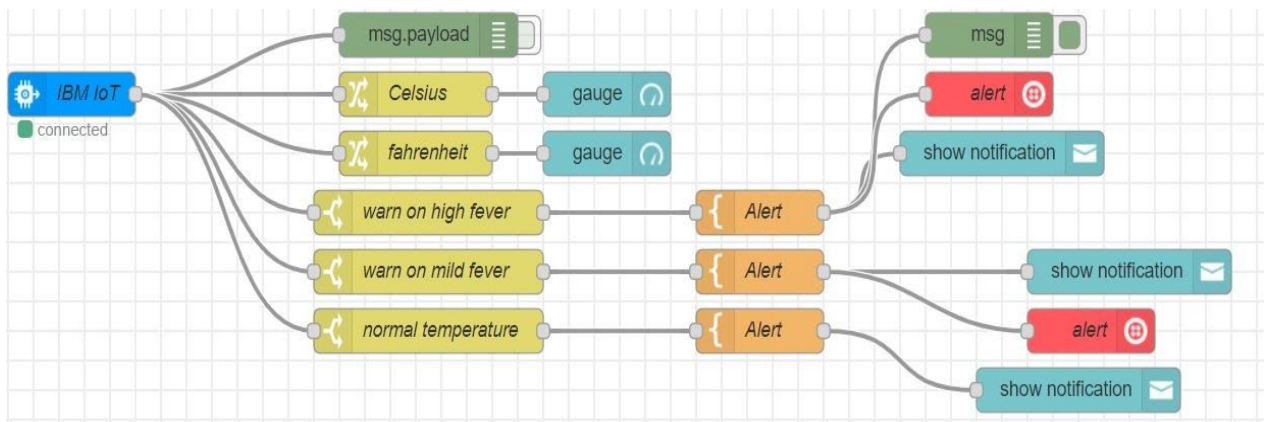 msg.payload
msg
IBM IoT
connected
Celsius
gauge
alert
fahrenheit
gauge
show notification
warn on high fever
Alert
warn on mild fever
Alert
show notification
normal temperature
Alert
alert
show notification